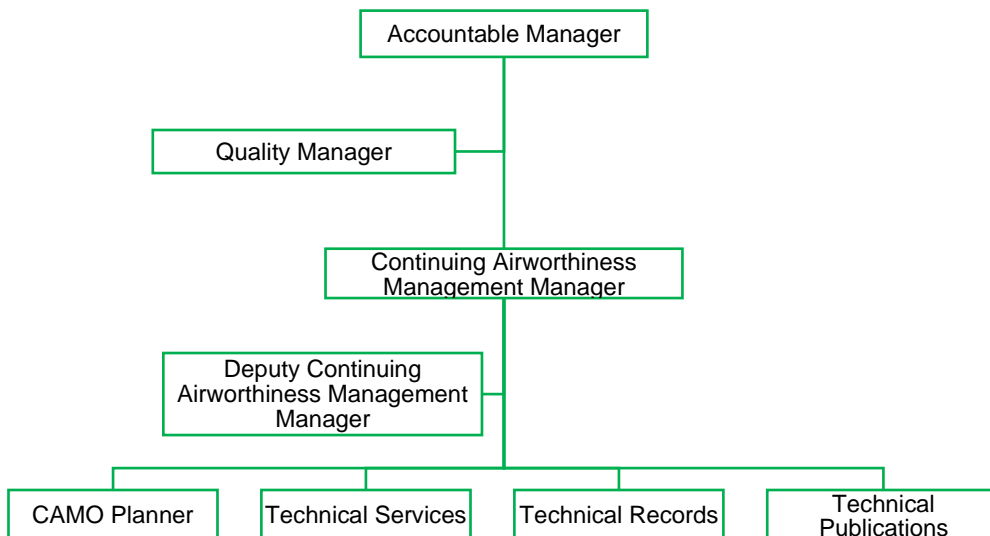 Accountable Manager
Quality Manager
Continuing Airworthiness
Management Manager
Deputy Continuing
Airworthiness Management
Manager
CAMO Planner
Technical Services
Technical Records
Technical
Publications